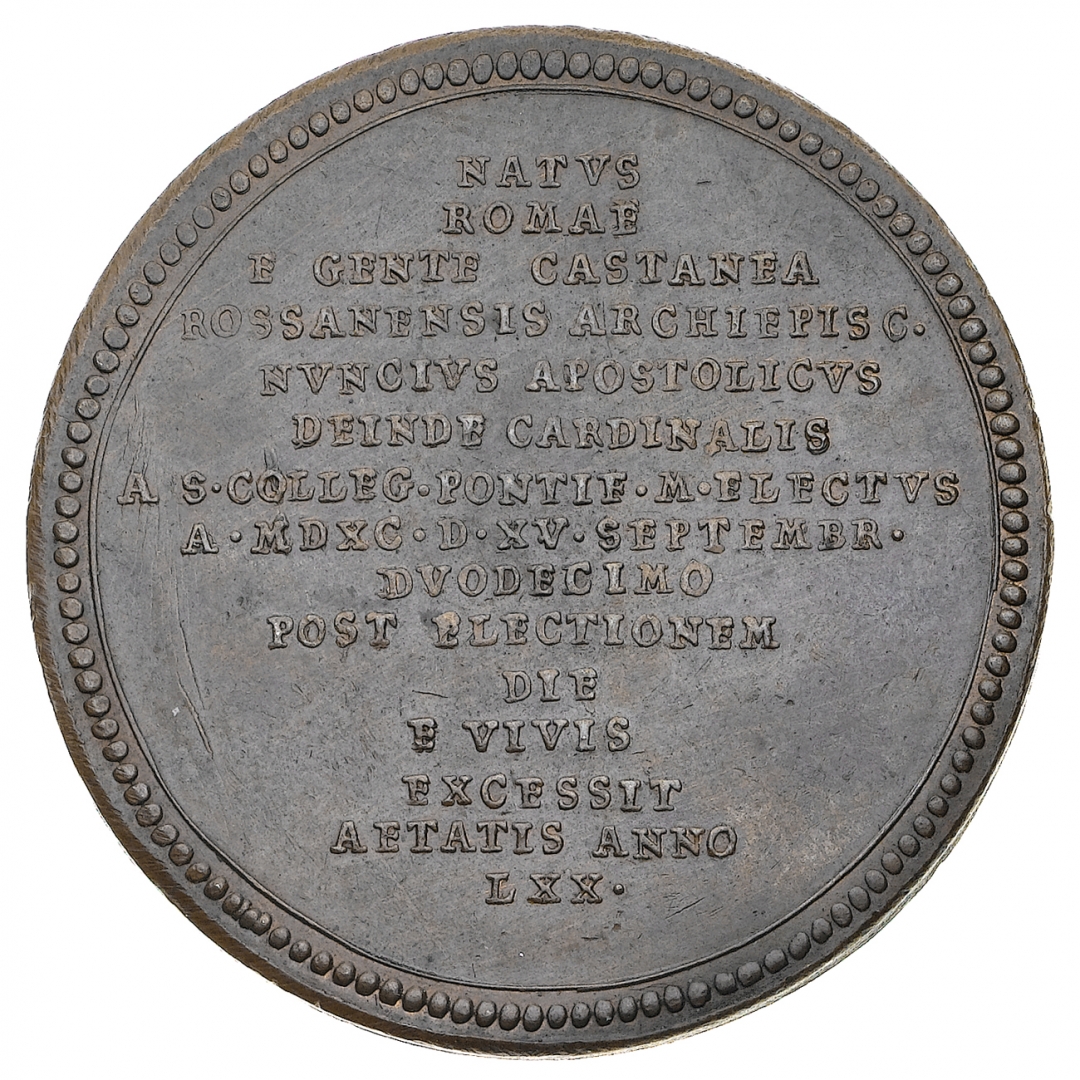 NATVS
ROMAE
E GENTE CASTANEA
ROSSANENSIS ARCHIEPISC.
NVNCIVS APOSTOLICVS
DEINDE CARDINALIS
A S·COLLEG·PONTIF·M·ELECTVS
A·MDXC·D·XV·SEPTEMBR·
DVODECIMO
POST ELECTIONEM
DIE
E VIVIS
EXCESSIT
AETATIS ANNO
LXX·